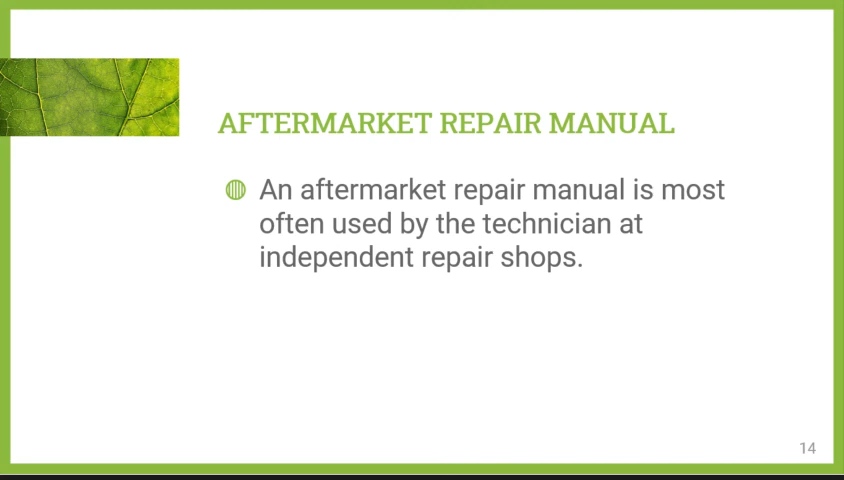 AFTERMARKET REPAIR MANUAL
An aftermarket repair manual is most
often used by the technician at
independent repair shops.
14